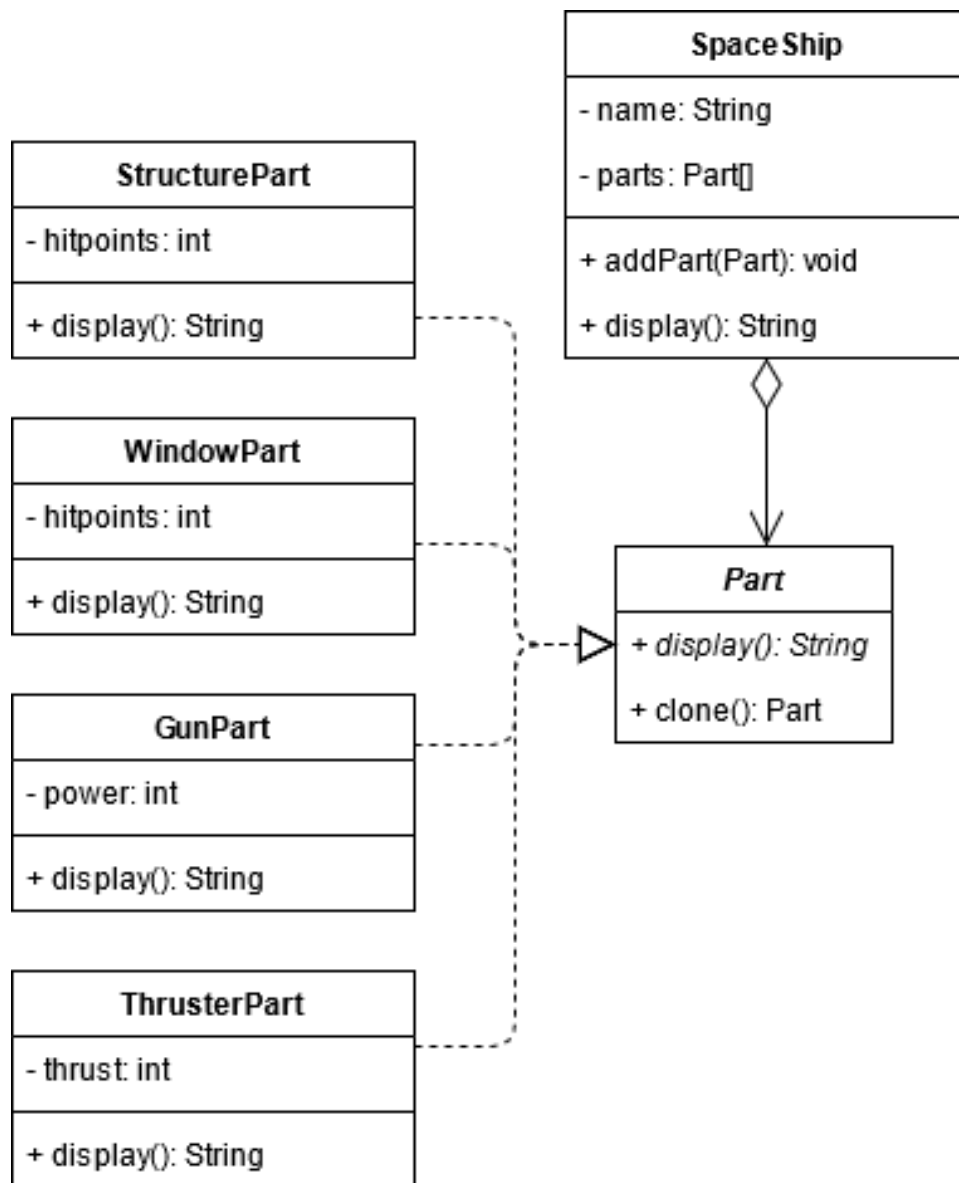 SpaceShip
- name: String
- parts: Part[]
+ addPart(Part): void
+ display(): String
StructurePart
- hitpoints: int
+ display(): String
WindowPart
- hitpoints: int
+ display(): String
GunPart
- power: int
+ display(): String
ThrusterPart
- thrust: int
+ display(): String
Part
+ display(): String
+ clone(): Part